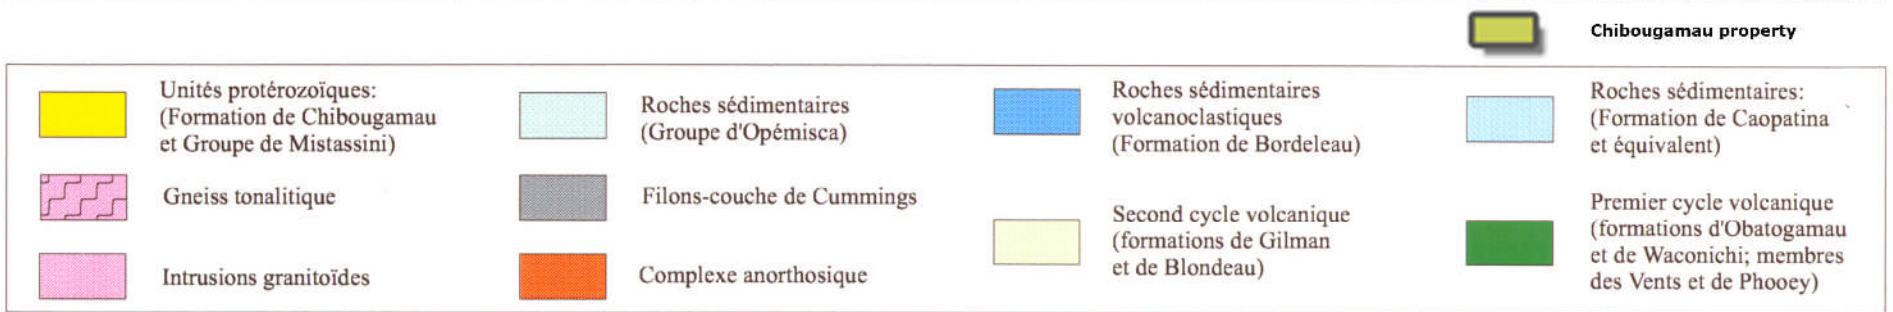 Chibougamau property
Unités protérozoïques:
(Formation de Chibougamau
et Groupe de Mistassini)
Gneiss tonalitique
Intrusions granitoïdes
Roches sédimentaires
(Groupe d'Opémisca)
Filons-couche de Cummings
Complexe anorthosique
Roches sédimentaires
volcanoclastiques
(Formation de Bordeleau)
Second cycle volcanique
(formations de Gilman
et de Blondeau)
Roches sédimentaires:
(Formation de Caopatina
et équivalent)
Premier cycle volcanique
(formations d'Obatogamau
et de Waconichi; membres
des Vents et de Phooey)